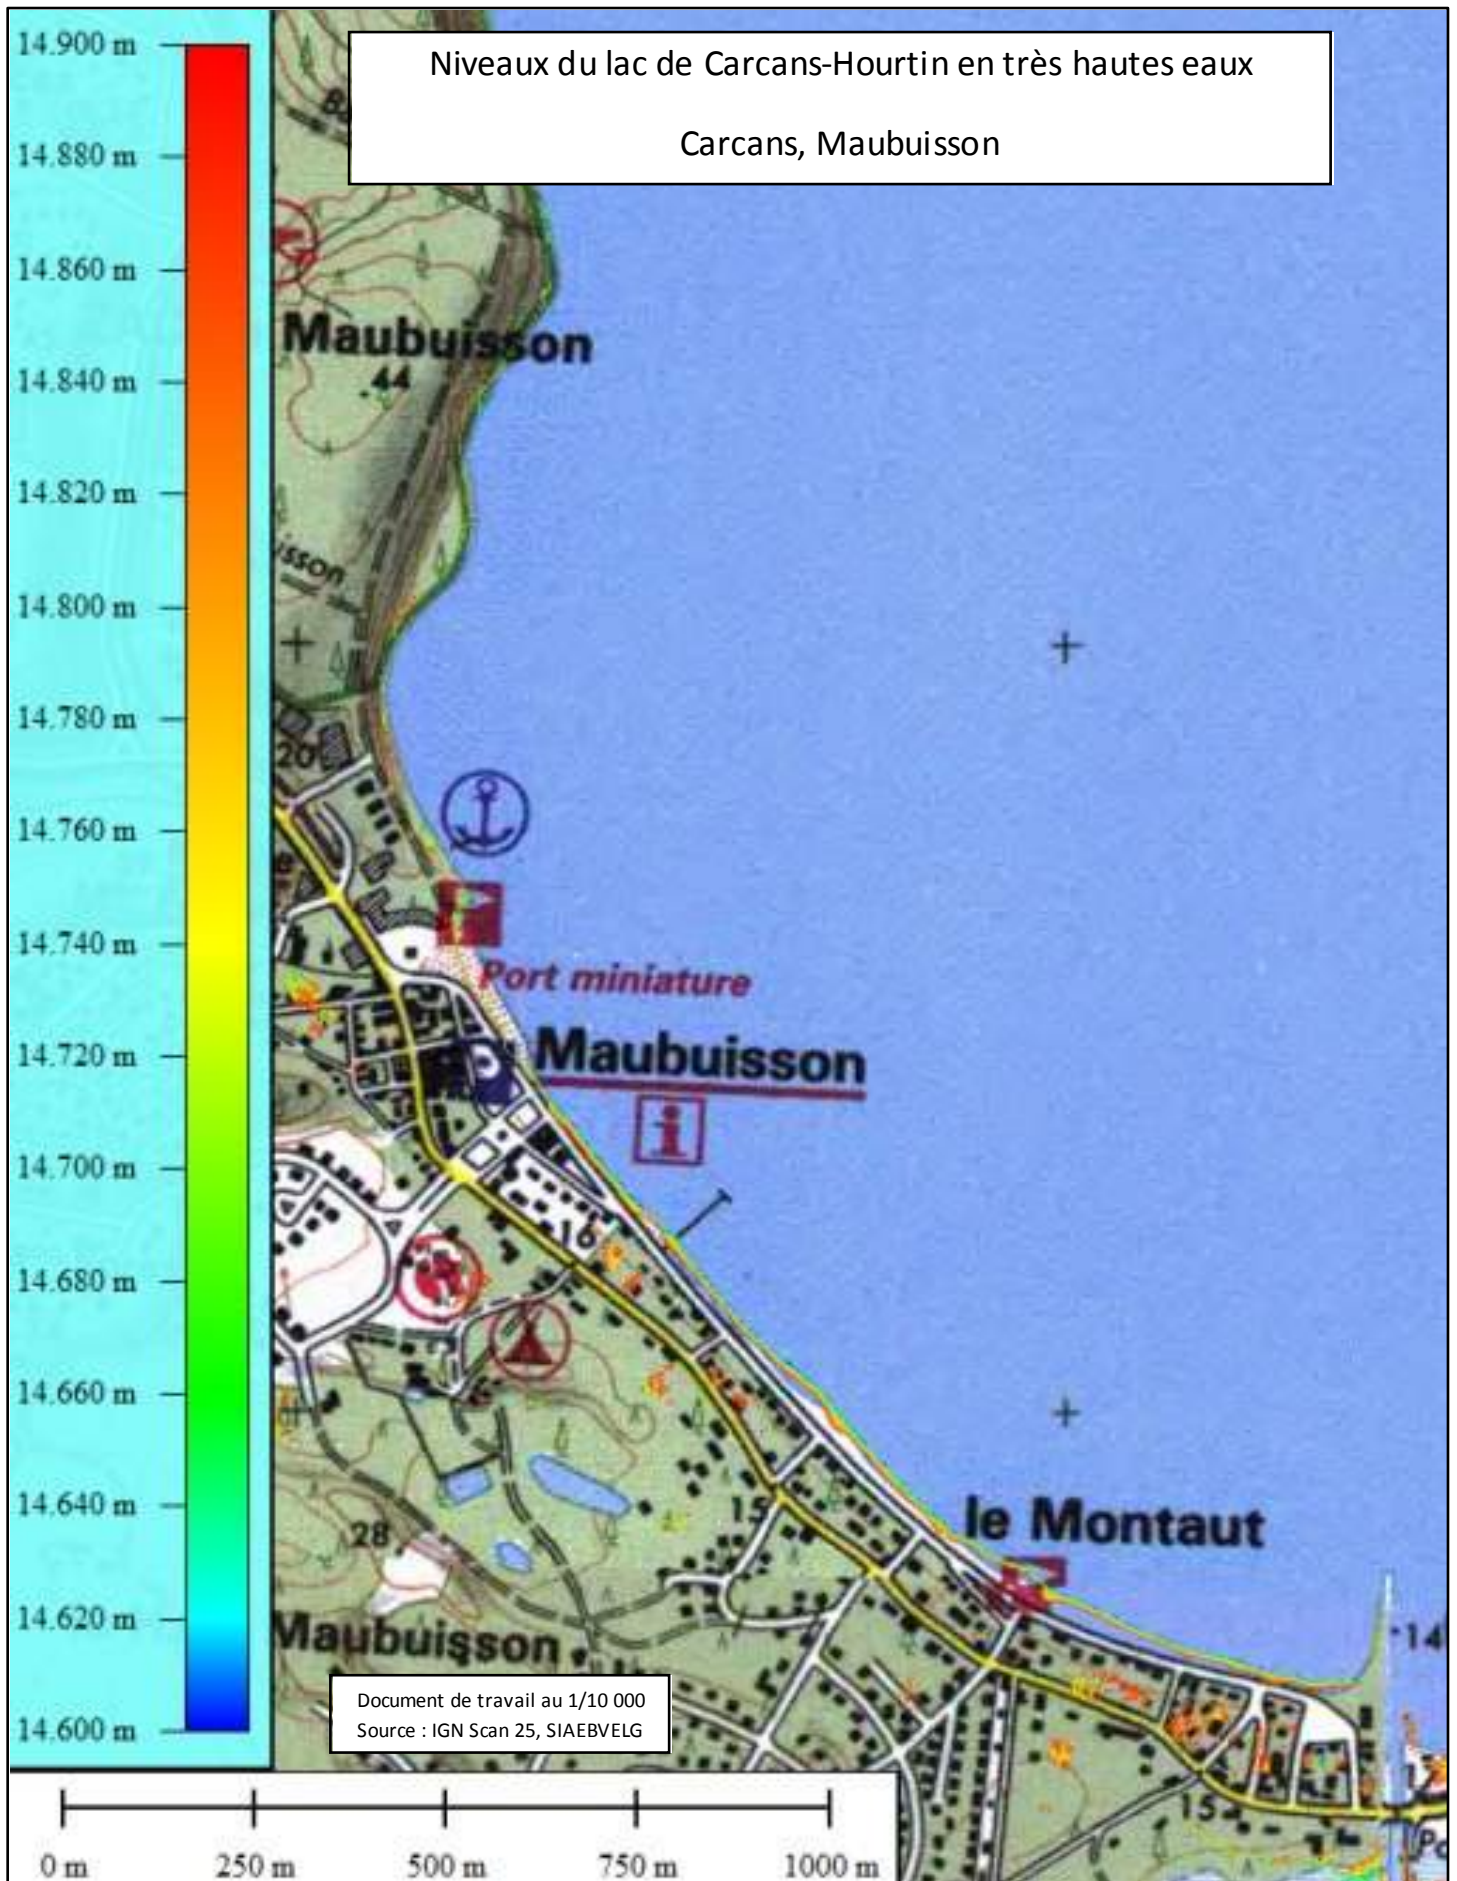 Niveaux du lac de Carcans-Hourtin en très hautes eaux
Carcans, Maubuisson
14.900 m
14.880 m
14.860 m
14.840 m
14.820 m
14.800 m
14.780 m
14.760 m
14.740 m
14.720 m
14.700 m
14.680 m
14.660 m
14.640 m
14.620 m
14.600 m
Maubuisson
44
isson
20
Port miniature
Maubuisson
i
16
15
le Montaut
28
14
Maubuisson
15
Document de travail au 1/10 000
Source : IGN Scan 25, SIAEBVELG
0 m
250 m
500 m
750 m
1000 m